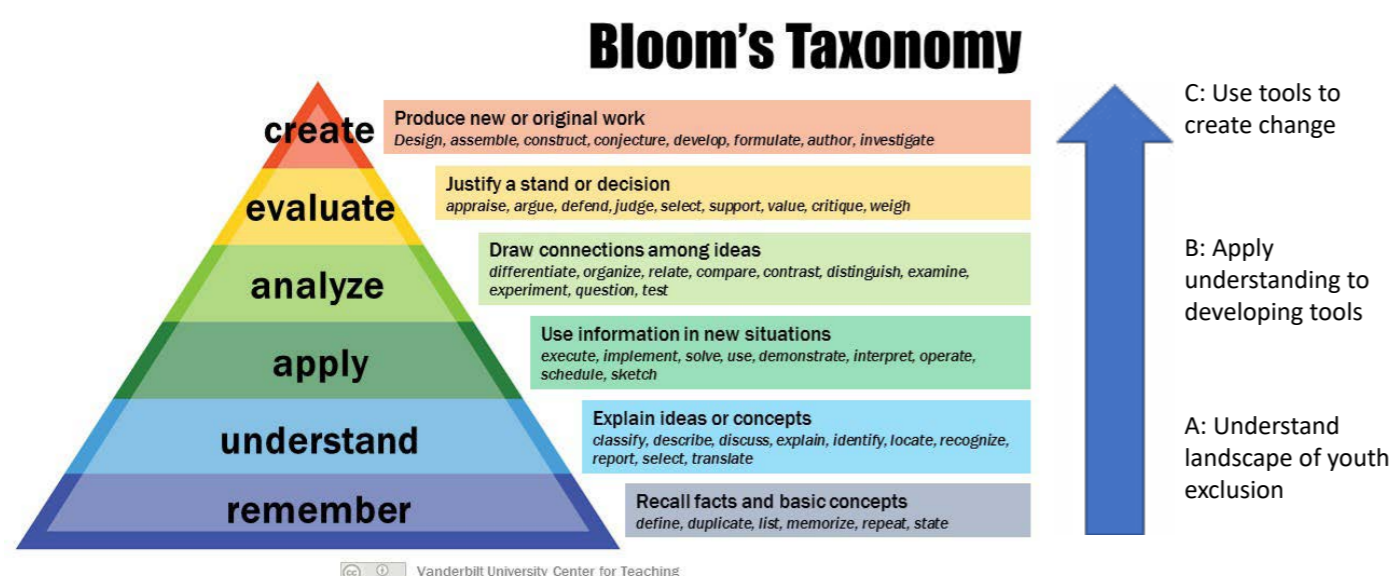 Bloom's Taxonomy
create
Produce new or original work
Design, assemble, construct, conjecture, develop, formulate, author, investigate
evaluate
Justify a stand or decision
appraise, argue, defend, judge, select, support, value, critique, weigh
analyze
Draw connections among ideas
differentiate, organize, relate, compare, contrast, distinguish, examine,
experiment, question, test
apply
Use information in new situations
execute, implement, solve, use, demonstrate, interpret, operate,
schedule, sketch
understand
Explain ideas or concepts
classify, describe, discuss, explain, identify, locate, recognize,
report, select, translate
remember
Recall facts and basic concepts
define, duplicate, list, memorize, repeat, state
C: Use tools to
create change
B: Apply
understanding to
developing tools
A: Understand
landscape of youth
exclusion
cc
Vanderbilt University Center for Teaching